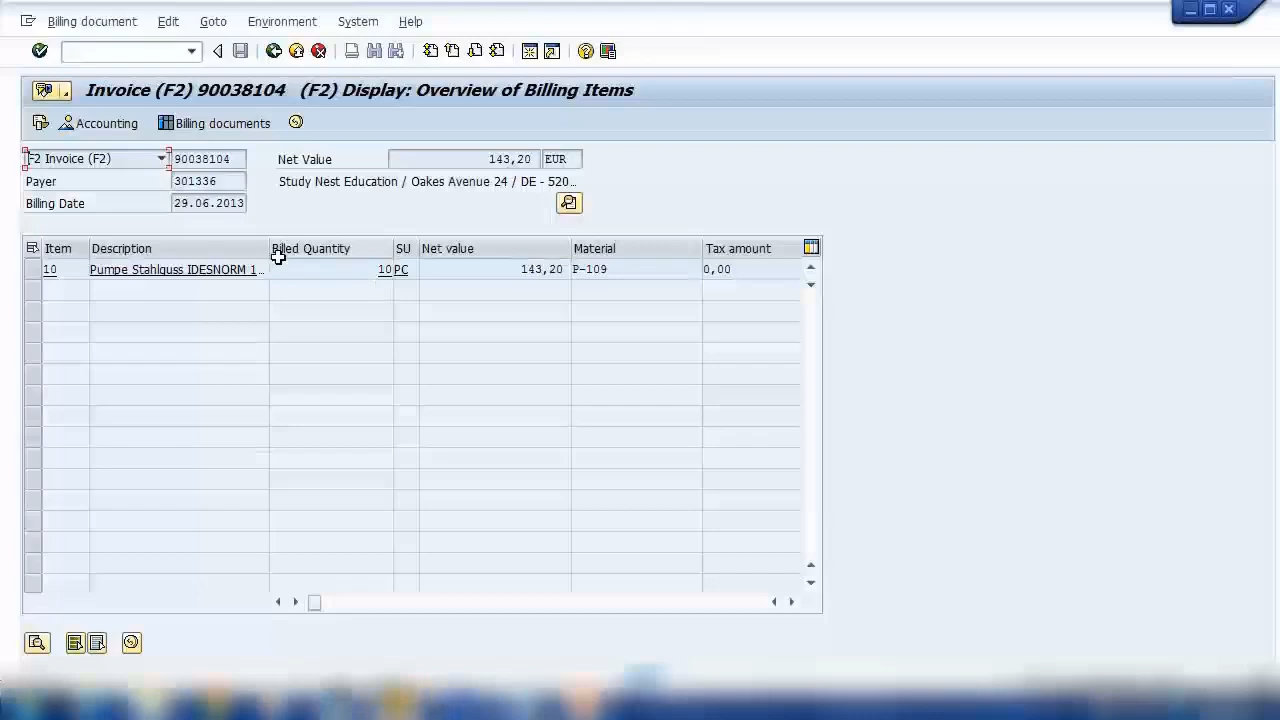 Billing document Edit Goto Environment System Help
Invoice (F2) 90038104 (F2) Display: Overview of Billing Items
Accounting Billing documents
F2 Invoice (F2) 90038104 Net Value 143,20 EUR
Payer 301336 Study Nest Education / Oakes Avenue 24 / DE - 520…
Billing Date 29.06.2013
Item Description Billed Quantity SU Net value Material Tax amount
10 Pumpe Stahlguss IDESNORM 1… 10 PC 143,20 P-109 0,00